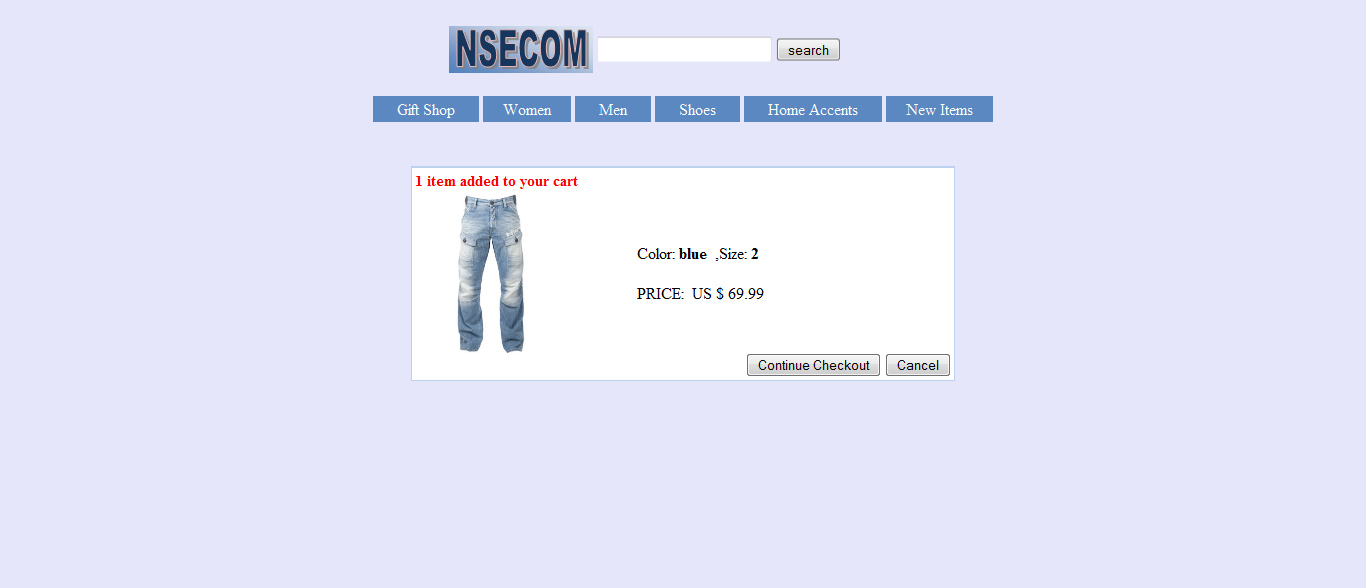 NSECOM
search
Gift Shop Women Men Shoes Home Accents New Items
1 item added to your cart
Color: blue ,Size: 2
PRICE: US $ 69.99
Continue Checkout Cancel